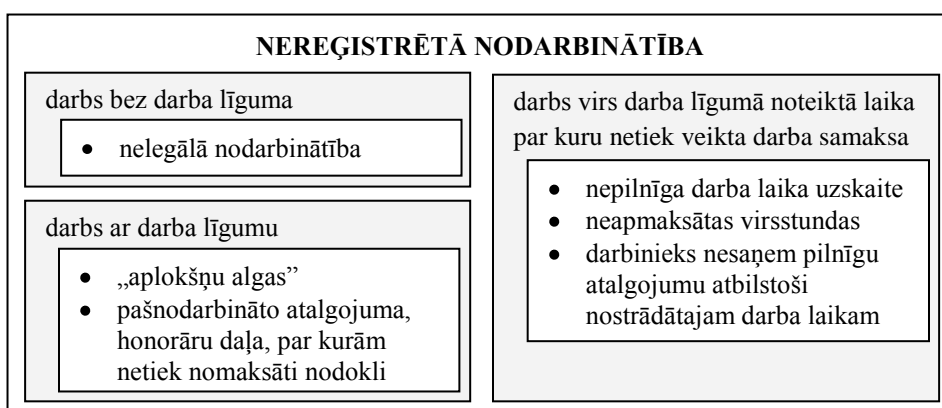 NEREĢISTRĒTĀ NODARBINĀTĪBA
darbs bez darba līguma
• nelegālā nodarbinātība
darbs ar darba līgumu
• „aplokšņu algas”
• pašnodarbināto atalgojuma,
honorāru daļa, par kurām
netiek nomaksāti nodokli
darbs virs darba līgumā noteiktā laika
par kuru netiek veikta darba samaksa
• nepilnīga darba laika uzskaite
• neapmaksātas virsstundas
• darbinieks nesaņem pilnīgu
atalgojumu atbilstoši
nostrādātajam darba laikam